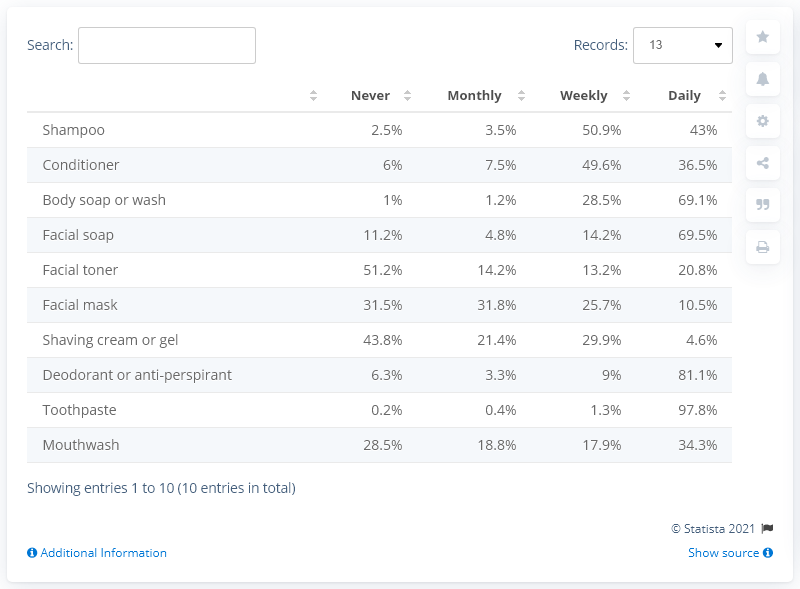 Search:
Records: 13
Never Monthly Weekly Daily
Shampoo 2.5% 3.5% 50.9% 43%
Conditioner 6% 7.5% 49.6% 36.5%
Body soap or wash 1% 1.2% 28.5% 69.1%
Facial soap 11.2% 4.8% 14.2% 69.5%
Facial toner 51.2% 14.2% 13.2% 20.8%
Facial mask 31.5% 31.8% 25.7% 10.5%
Shaving cream or gel 43.8% 21.4% 29.9% 4.6%
Deodorant or anti-perspirant 6.3% 3.3% 9% 81.1%
Toothpaste 0.2% 0.4% 1.3% 97.8%
Mouthwash 28.5% 18.8% 17.9% 34.3%
Showing entries 1 to 10 (10 entries in total)
© Statista 2021
Additional Information
Show source